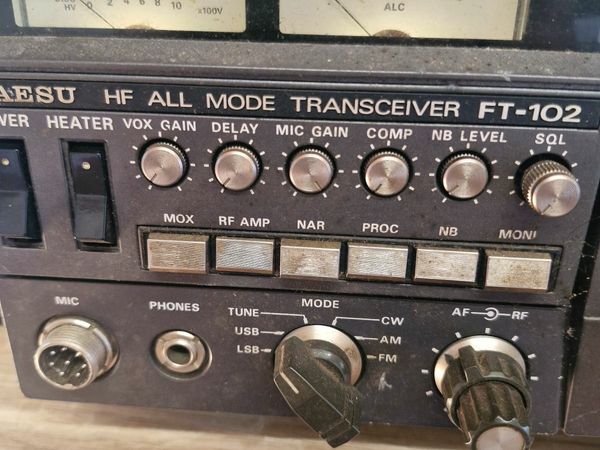 HV 0 2 4 6 8 10 x100V
ALC
AESU HF ALL MODE TRANSCEIVER FT-102
WER HEATER VOX GAIN DELAY MIC GAIN COMP NB LEVEL SQL
MOX RF AMP NAR PROC NB MONI
MIC PHONES MODE
TUNE CW
USB AM
LSB FM
AF RF